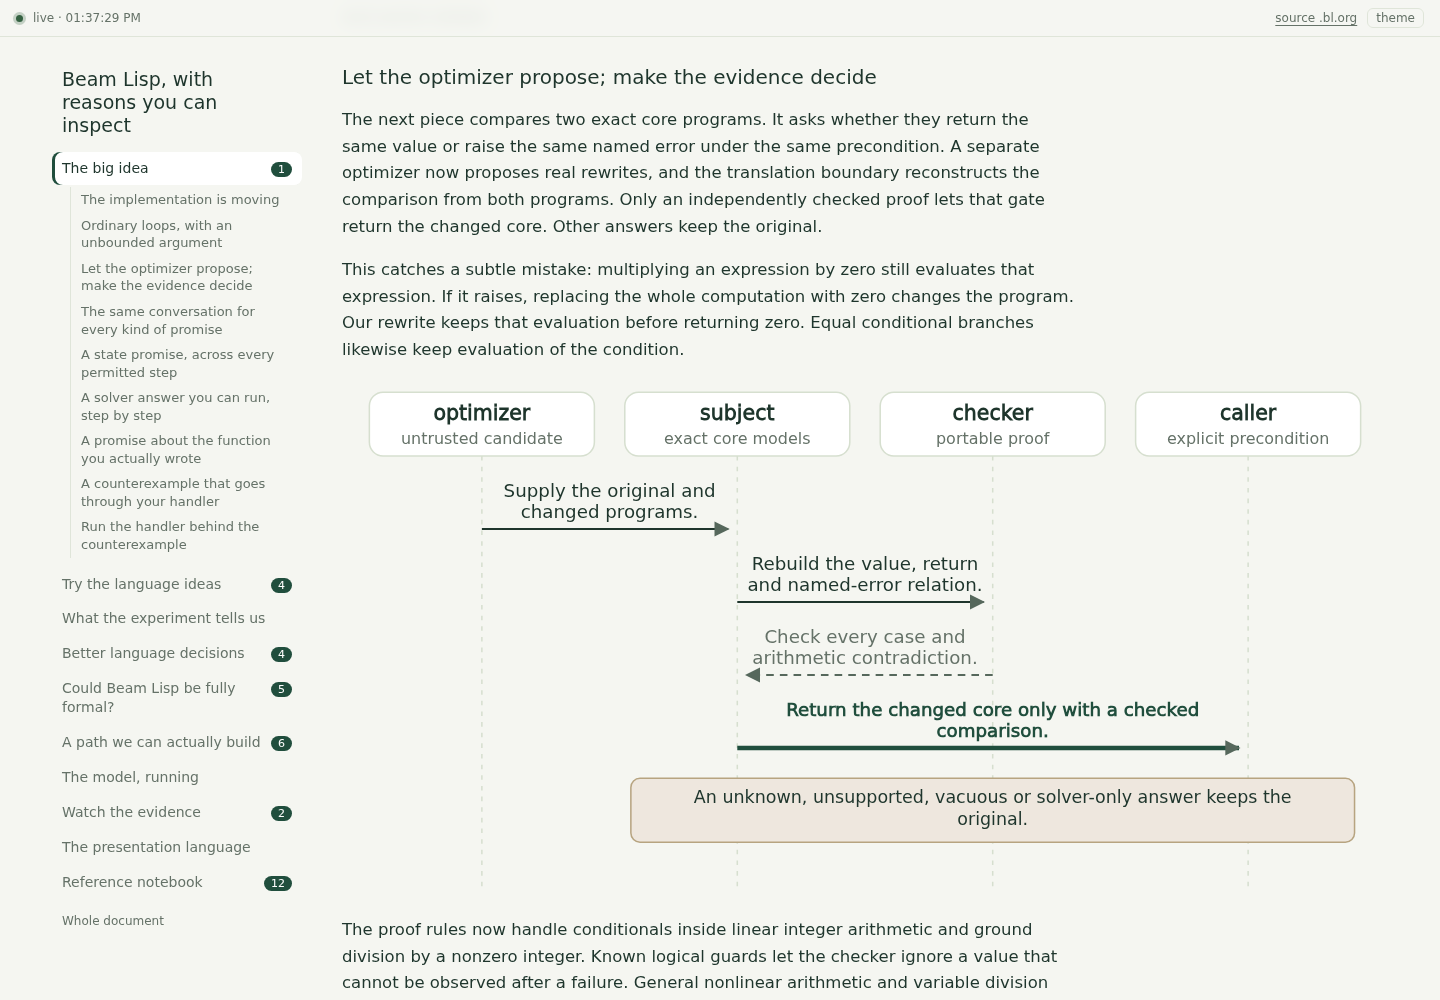 live · 01:37:29 PM
source .bl.org
theme
Beam Lisp, with
reasons you can
inspect
The big idea
1
The implementation is moving
Ordinary loops, with an
unbounded argument
Let the optimizer propose;
make the evidence decide
The same conversation for
every kind of promise
A state promise, across every
permitted step
A solver answer you can run,
step by step
A promise about the function
you actually wrote
A counterexample that goes
through your handler
Run the handler behind the
counterexample
Try the language ideas
4
What the experiment tells us
Better language decisions
4
Could Beam Lisp be fully
formal?
5
A path we can actually build
6
The model, running
Watch the evidence
2
The presentation language
Reference notebook
12
Whole document
Let the optimizer propose; make the evidence decide
The next piece compares two exact core programs. It asks whether they return the
same value or raise the same named error under the same precondition. A separate
optimizer now proposes real rewrites, and the translation boundary reconstructs the
comparison from both programs. Only an independently checked proof lets that gate
return the changed core. Other answers keep the original.
This catches a subtle mistake: multiplying an expression by zero still evaluates that
expression. If it raises, replacing the whole computation with zero changes the program.
Our rewrite keeps that evaluation before returning zero. Equal conditional branches
likewise keep evaluation of the condition.
optimizer
untrusted candidate
subject
exact core models
checker
portable proof
caller
explicit precondition
Supply the original and
changed programs.
Rebuild the value, return
and named-error relation.
Check every case and
arithmetic contradiction.
Return the changed core only with a checked
comparison.
An unknown, unsupported, vacuous or solver-only answer keeps the
original.
The proof rules now handle conditionals inside linear integer arithmetic and ground
division by a nonzero integer. Known logical guards let the checker ignore a value that
cannot be observed after a failure. General nonlinear arithmetic and variable division